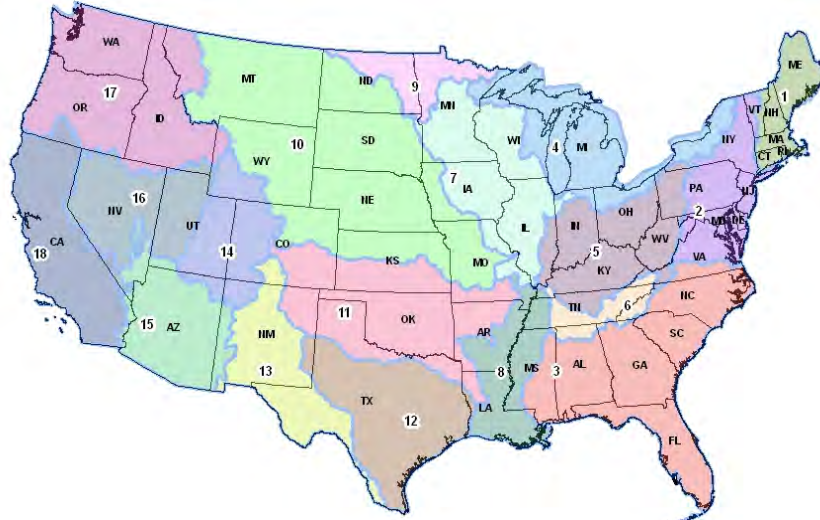 WA
ME
MT
ND
VT
1
17
9
MN
NH
OR
ID
NY
MA
SD
WI
4
MI
CT
RI
10
WY
7
PA
IA
NJ
16
NE
OH
2
MD
DE
NV
IL
IN
UT
14
CO
5
WV
18
CA
KS
MO
KY
VA
6
NC
TN
15
AZ
11
OK
AR
SC
NM
8
MS
3
AL
GA
13
TX
LA
12
FL